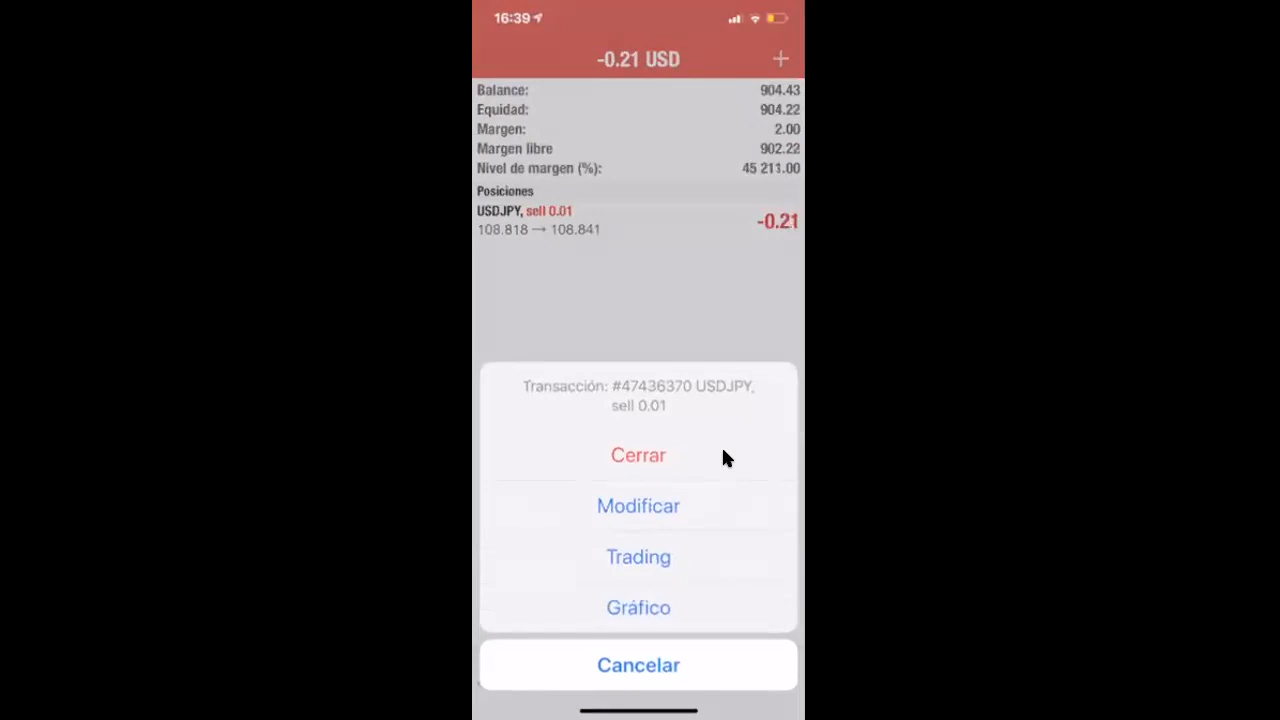 16:39
-0.21 USD
Balance: 904.43
Equidad: 904.22
Margen: 2.00
Margen libre 902.22
Nivel de margen (%): 45 211.00
Posiciones
USDJPY, sell 0.01 -0.21
108.818 → 108.841
Transacción: #47436370 USDJPY,
sell 0.01
Cerrar
Modificar
Trading
Gráfico
Cancelar